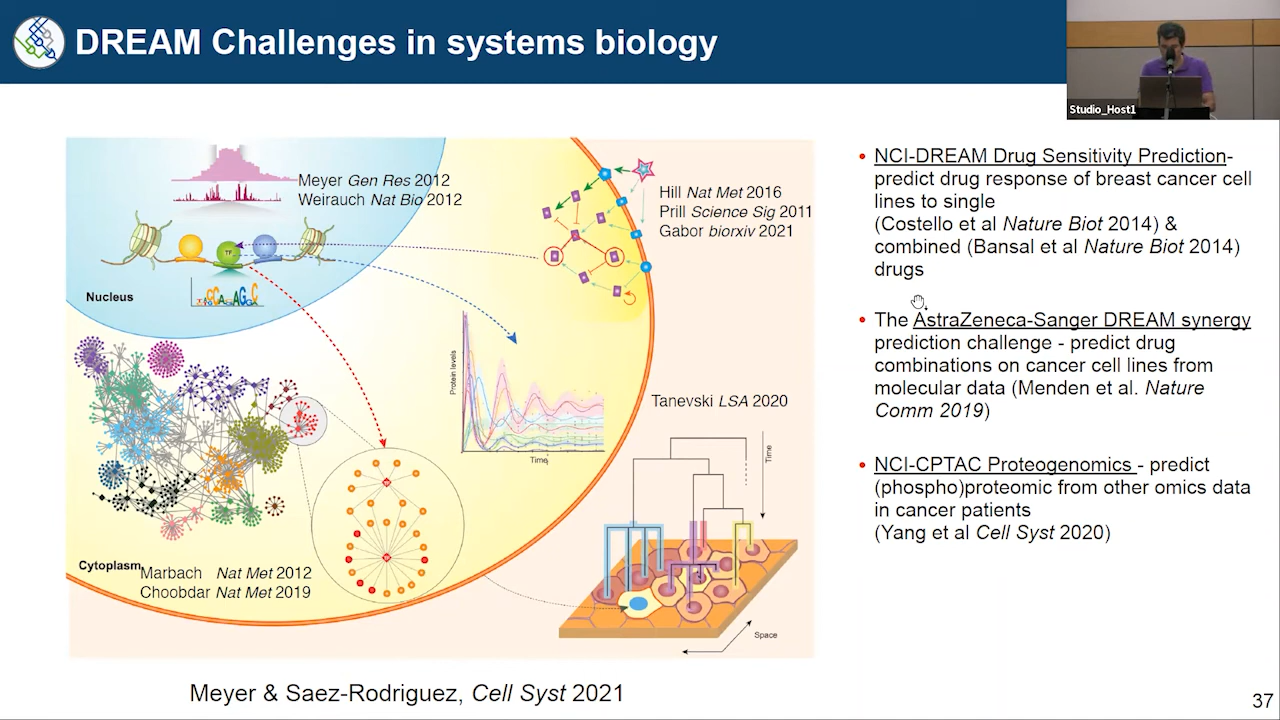 DREAM Challenges in systems biology
Studio_Host1
Meyer Gen Res 2012
Weirauch Nat Bio 2012
Hill Nat Met 2016
Prill Science Sig 2011
Gabor biorxiv 2021
TF
Nucleus
Protein levels
Time
Tanevski LSA 2020
Time
Cytoplasm
Marbach Nat Met 2012
Choobdar Nat Met 2019
Space
Meyer & Saez-Rodriguez, Cell Syst 2021
• NCI-DREAM Drug Sensitivity Prediction-
predict drug response of breast cancer cell
lines to single
(Costello et al Nature Biot 2014) &
combined (Bansal et al Nature Biot 2014)
drugs
• The AstraZeneca-Sanger DREAM synergy
prediction challenge - predict drug
combinations on cancer cell lines from
molecular data (Menden et al. Nature
Comm 2019)
• NCI-CPTAC Proteogenomics - predict
(phospho)proteomic from other omics data
in cancer patients
(Yang et al Cell Syst 2020)
37